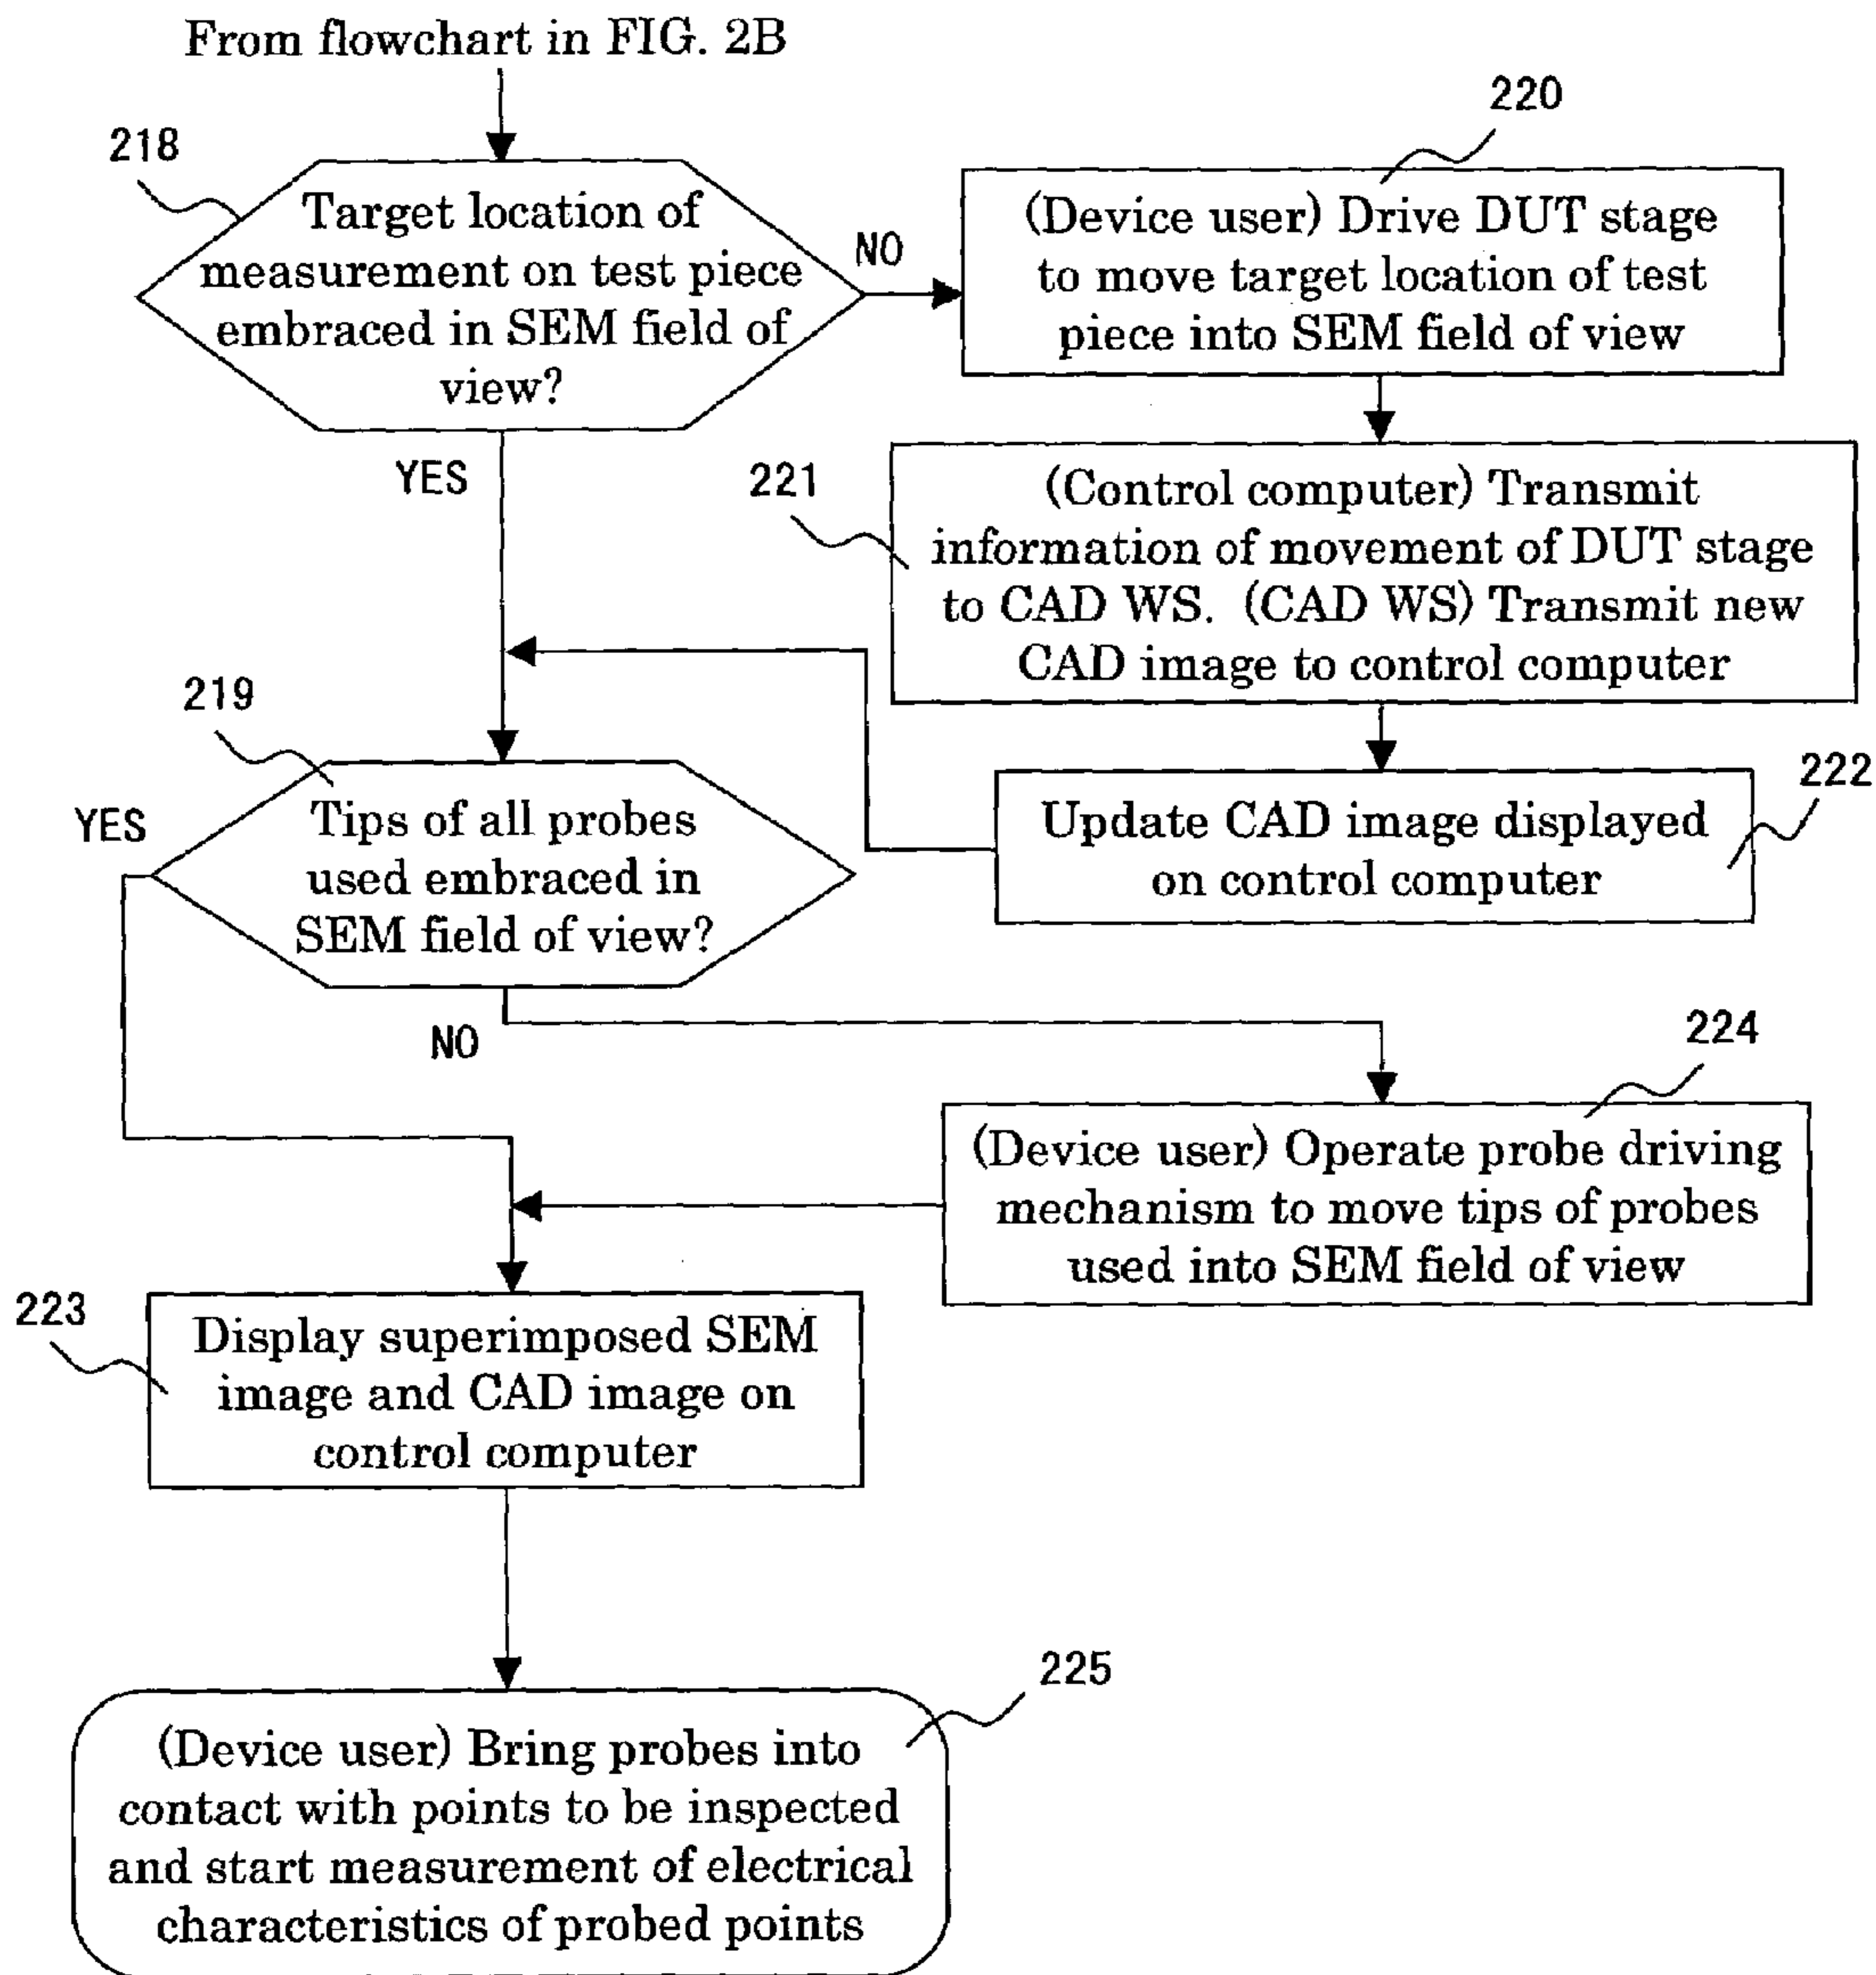 From flowchart in FIG. 2B
218
Target location of
measurement on test piece
embraced in SEM field of
view?
NO
YES
220
(Device user) Drive DUT stage
to move target location of test
piece into SEM field of view
221
(Control computer) Transmit
information of movement of DUT stage
to CAD WS. (CAD WS) Transmit new
CAD image to control computer
222
Update CAD image displayed
on control computer
219
Tips of all probes
used embraced in
SEM field of view?
YES
NO
224
(Device user) Operate probe driving
mechanism to move tips of probes
used into SEM field of view
223
Display superimposed SEM
image and CAD image on
control computer
225
(Device user) Bring probes into
contact with points to be inspected
and start measurement of electrical
characteristics of probed points